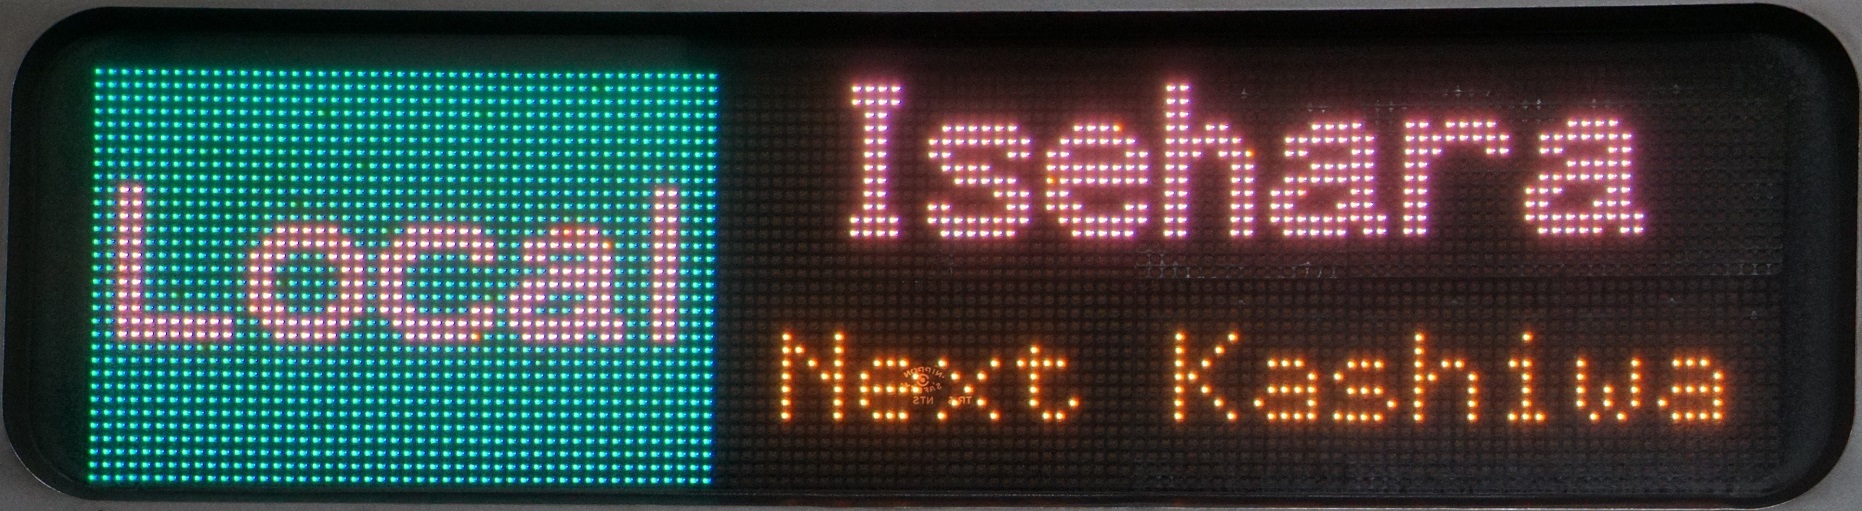 Local
Isehara
Next Kashiwa